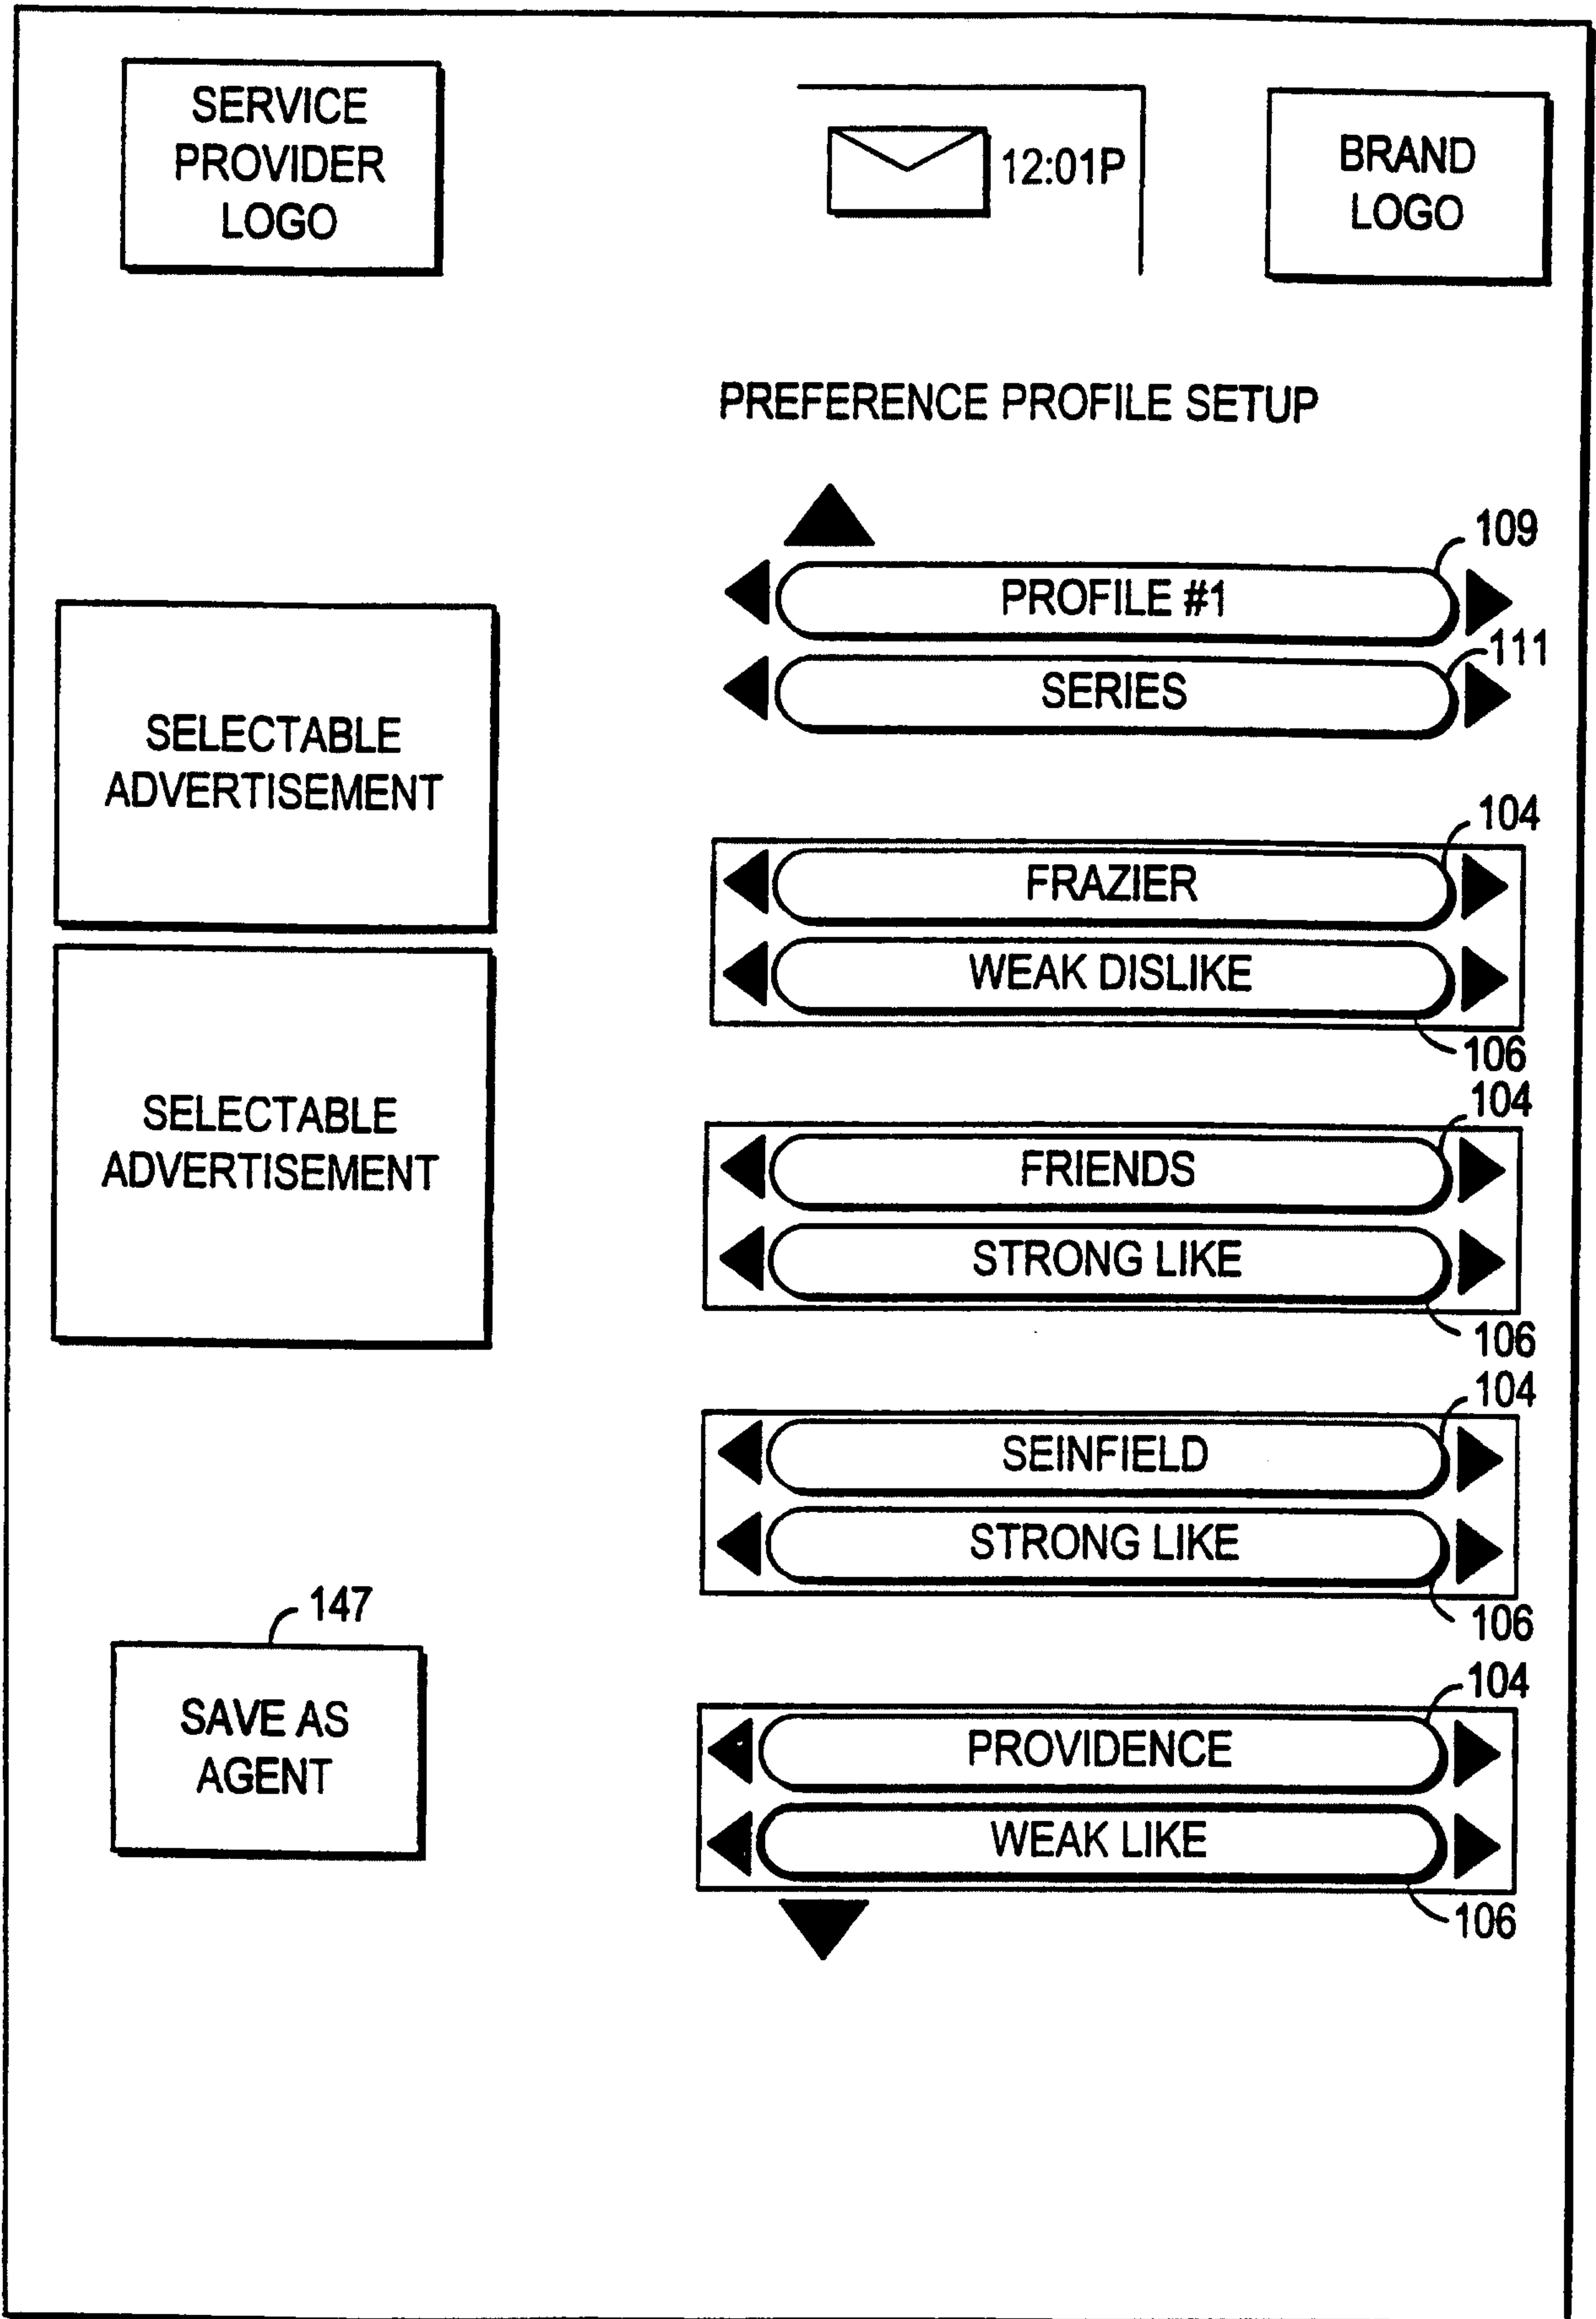 SERVICE
PROVIDER
LOGO
12:01P
BRAND
LOGO
PREFERENCE PROFILE SETUP
109
PROFILE #1
111
SERIES
SELECTABLE
ADVERTISEMENT
104
FRAZIER
WEAK DISLIKE
106
SELECTABLE
ADVERTISEMENT
104
FRIENDS
STRONG LIKE
106
104
SEINFIELD
STRONG LIKE
106
147
SAVE AS
AGENT
104
PROVIDENCE
WEAK LIKE
106